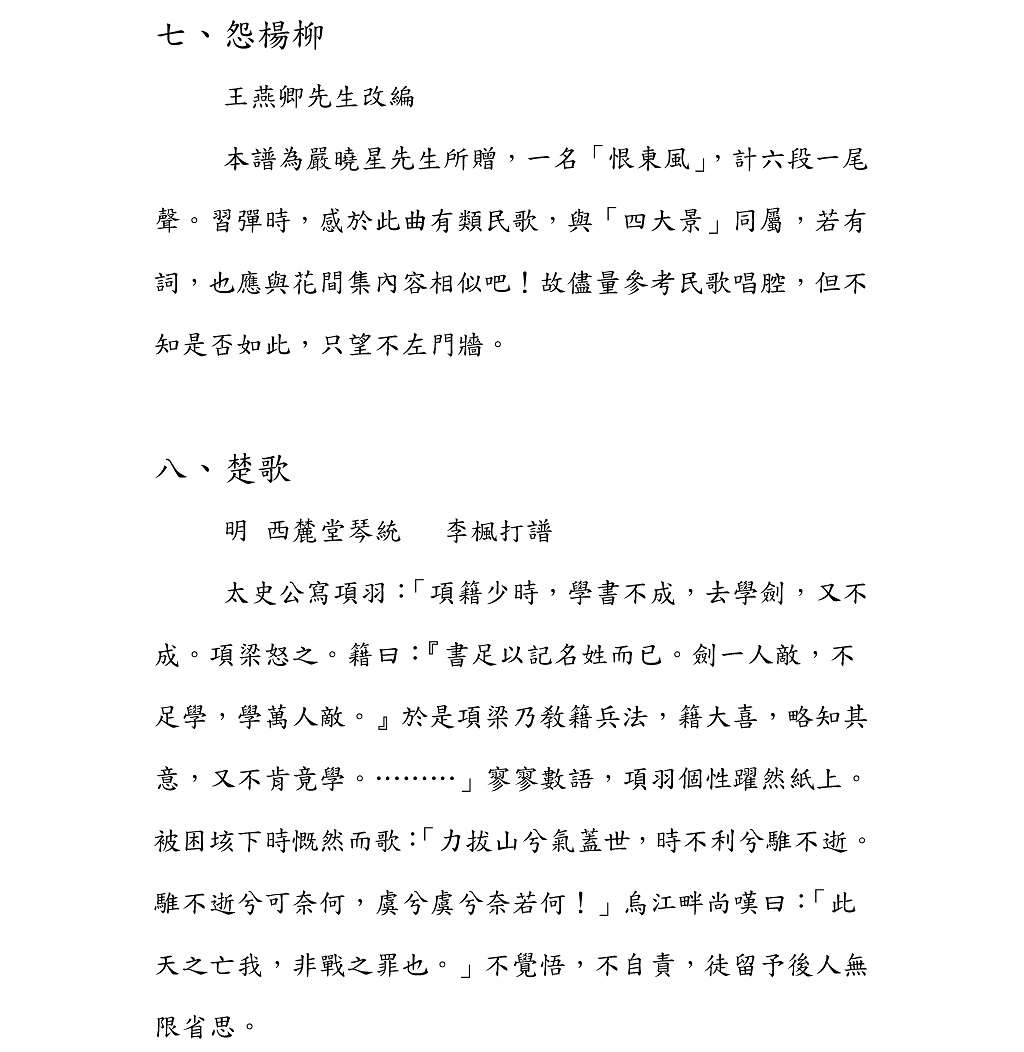 七、怨楊柳
王燕卿先生改編
本譜為嚴曉星先生所贈，一名「恨東風」，計六段一尾
聲。習彈時，感於此曲有類民歌，與「四大景」同屬，若有
詞，也應與花間集內容相似吧！故儘量參考民歌唱腔，但不
知是否如此，只望不左門牆。
八、楚歌
明 西麓堂琴統 李楓打譜
太史公寫項羽：「項籍少時，學書不成，去學劍，又不
成。項梁怒之。籍曰：『書足以記名姓而已。劍一人敵，不
足學，學萬人敵。』於是項梁乃教籍兵法，籍大喜，略知其
意，又不肯竟學。………」寥寥數語，項羽個性躍然紙上。
被困垓下時慨然而歌：「力拔山兮氣蓋世，時不利兮騅不逝。
騅不逝兮可奈何，虞兮虞兮奈若何！」烏江畔尚嘆曰：「此
天之亡我，非戰之罪也。」不覺悟，不自責，徒留予後人無
限省思。